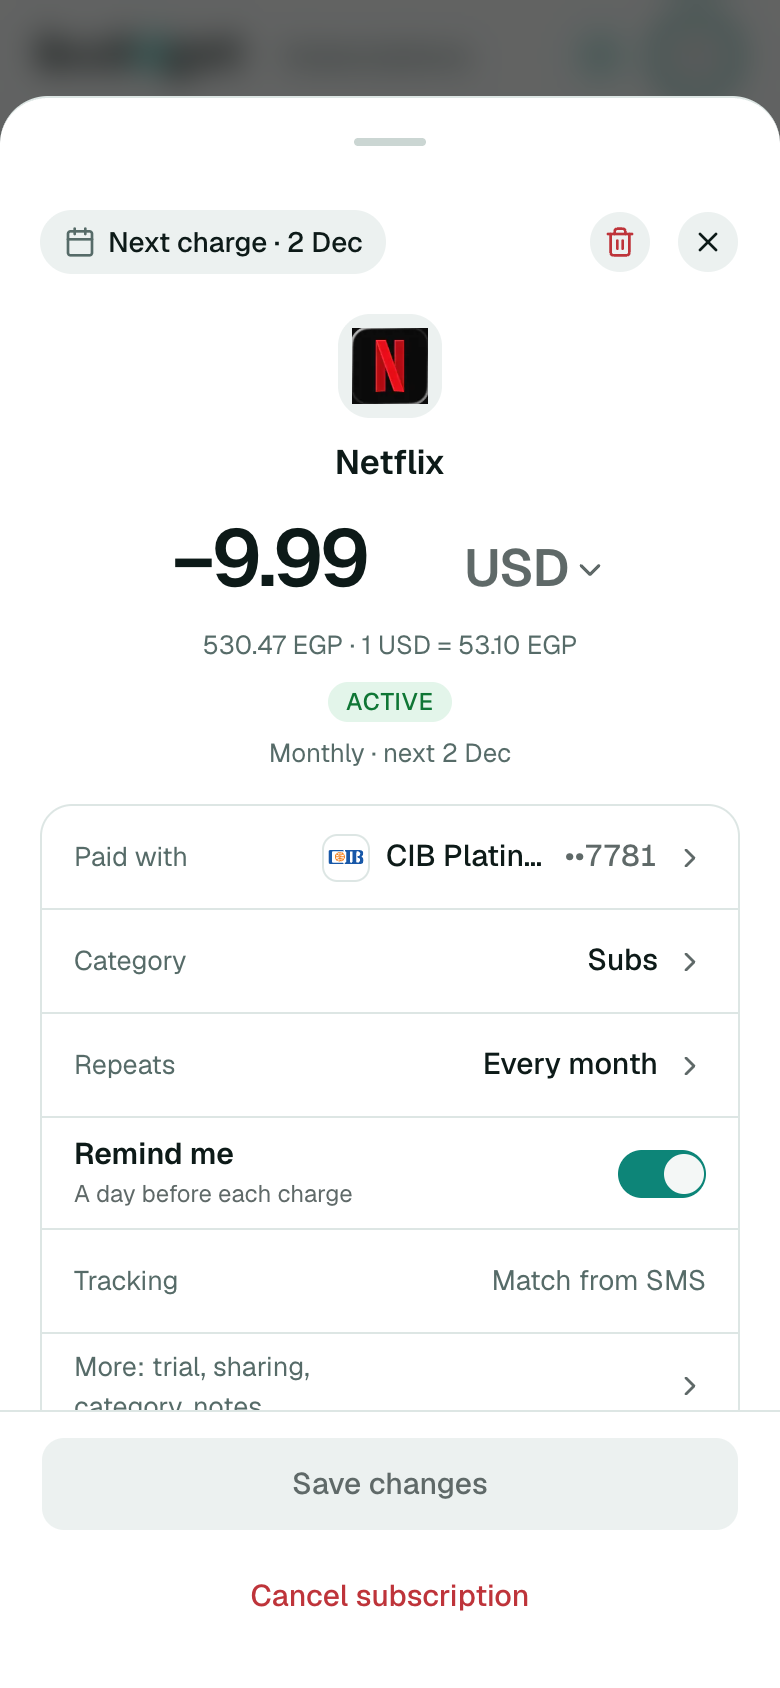 Next charge · 2 Dec
N
Netflix
−9.99 USD
530.47 EGP · 1 USD = 53.10 EGP
ACTIVE
Monthly · next 2 Dec
Paid with CIB CIB Platin... ••7781
Category Subs
Repeats Every month
Remind me
A day before each charge
Tracking Match from SMS
More: trial, sharing,
category, notes
Save changes
Cancel subscription